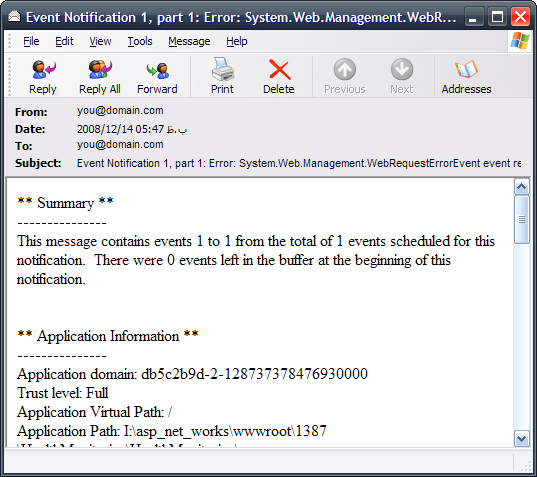 Event Notification 1, part 1: Error: System.Web.Management.WebR...
File Edit View Tools Message Help
Reply Reply All Forward Print Delete Previous Next Addresses
From: you@domain.com
Date: 2008/12/14 05:47 ب.ظ
To: you@domain.com
Subject: Event Notification 1, part 1: Error: System.Web.Management.WebRequestErrorEvent event re
** Summary **
---------------
This message contains events 1 to 1 from the total of 1 events scheduled for this
notification. There were 0 events left in the buffer at the beginning of this
notification.
** Application Information **
---------------
Application domain: db5c2b9d-2-128737378476930000
Trust level: Full
Application Virtual Path: /
Application Path: I:\asp_net_works\wwwroot\1387